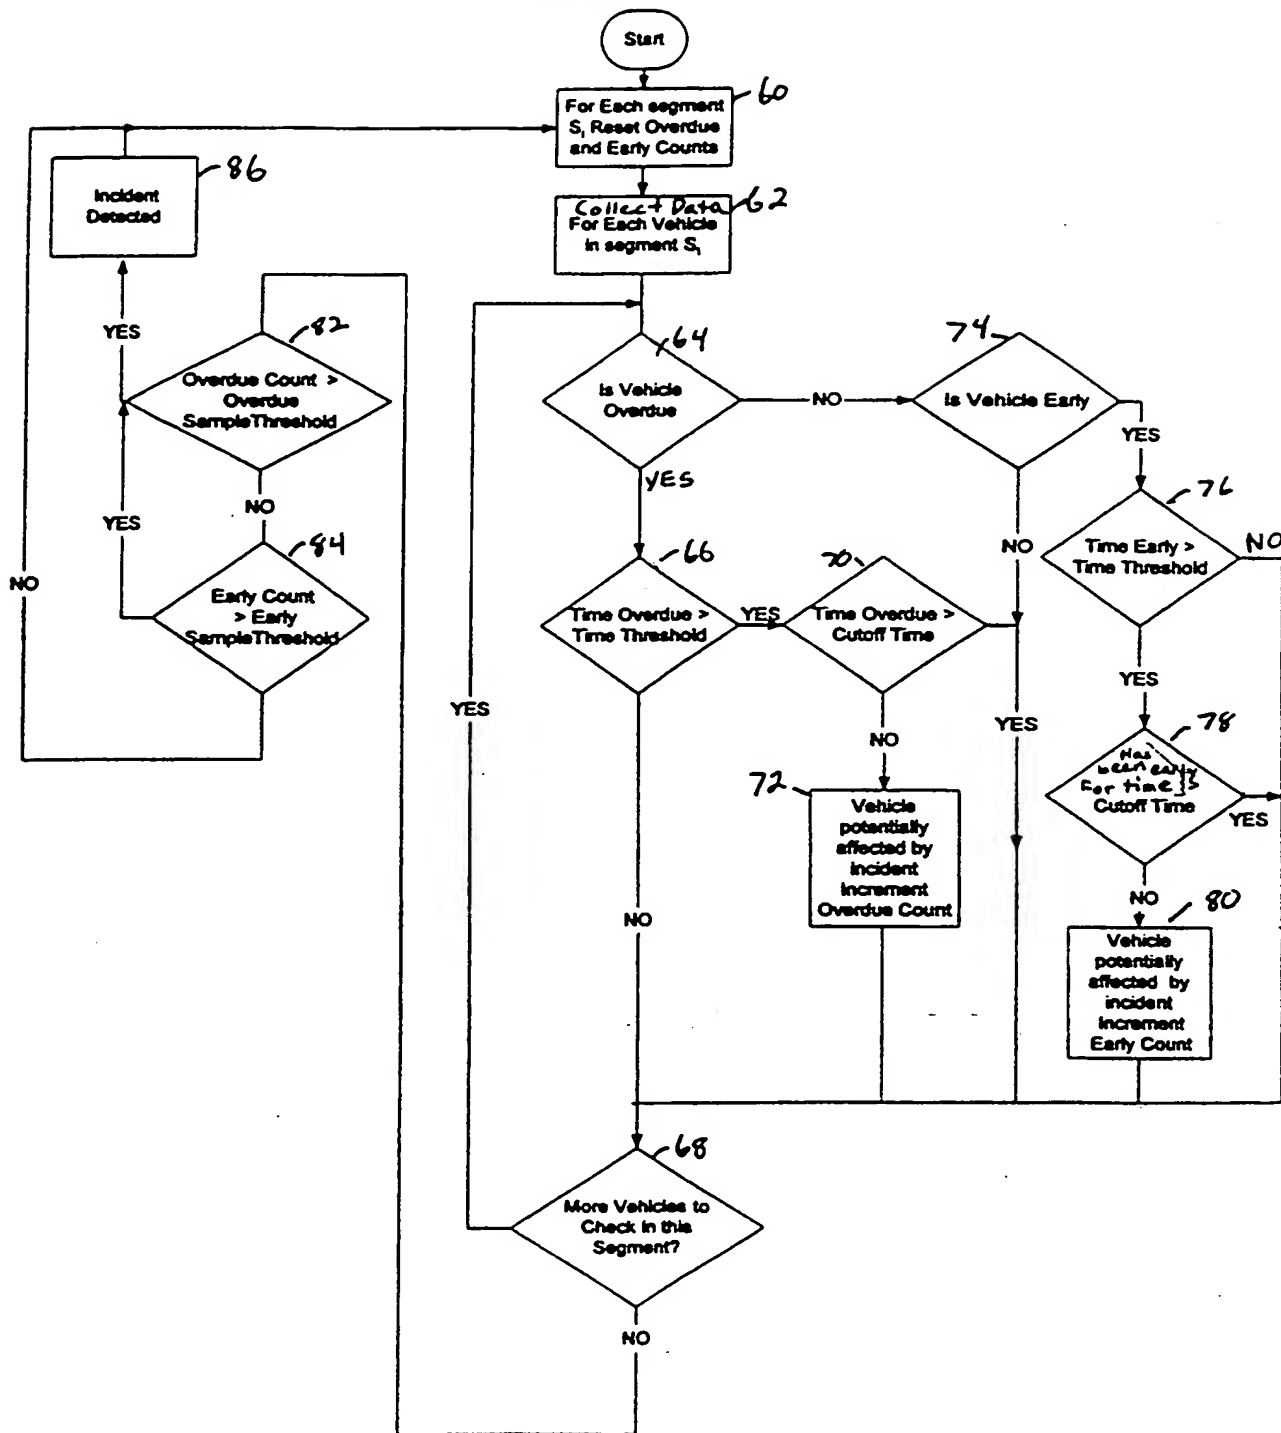 Start
For Each segment
Si Reset Overdue
and Early Counts
60
Collect Data
For Each Vehicle
in segment Si
62
Incident
Detected
86
YES
Overdue Count >
Overdue
SampleThreshold
82
NO
YES
Early Count
> Early
SampleThreshold
84
NO
Is Vehicle
Overdue
64
NO
Is Vehicle Early
74
YES
YES
NO
Time Overdue >
Time Threshold
66
YES
Time Overdue >
Cutoff Time
70
Time Early >
Time Threshold
76
NO
YES
YES
NO
YES
Has
been early
For time >
Cutoff Time
78
YES
Vehicle
potentially
affected by
incident
Increment
Overdue Count
72
NO
NO
Vehicle
potentially
affected by
incident
Increment
Early Count
80
More Vehicles to
Check in this
Segment?
68
NO